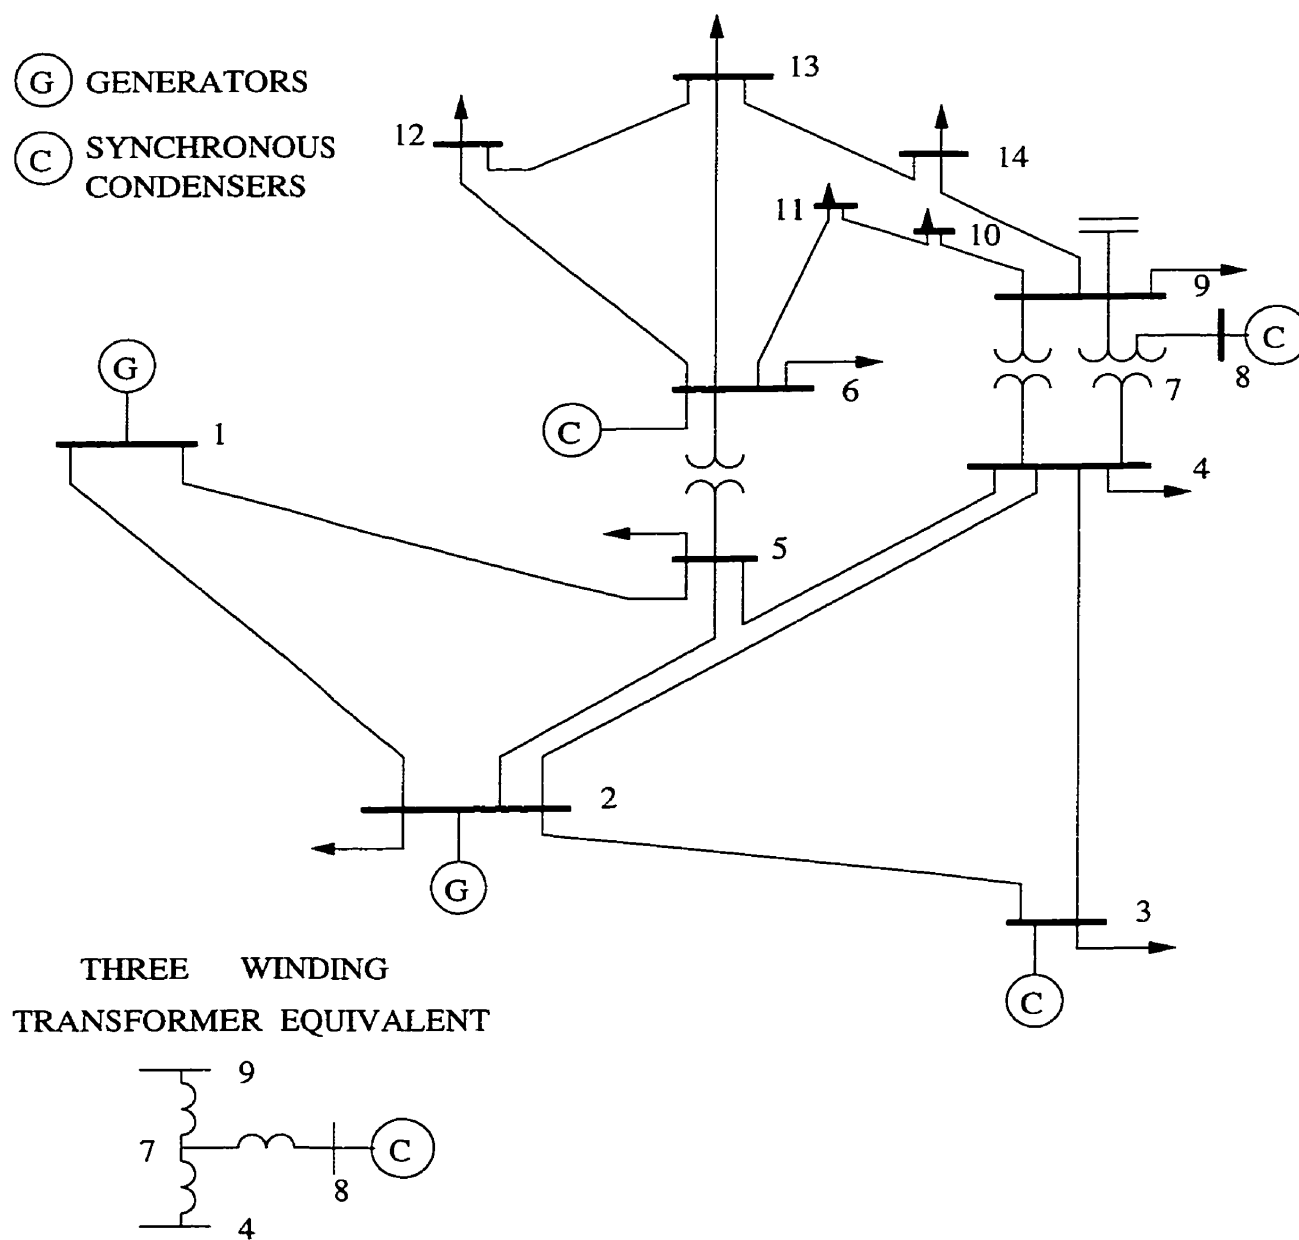 G GENERATORS
C SYNCHRONOUS
CONDENSERS
13
12
14
11
10
9
C
8
7
G
6
C
1
4
5
2
G
3
C
THREE WINDING
TRANSFORMER EQUIVALENT
9
7
C
8
4